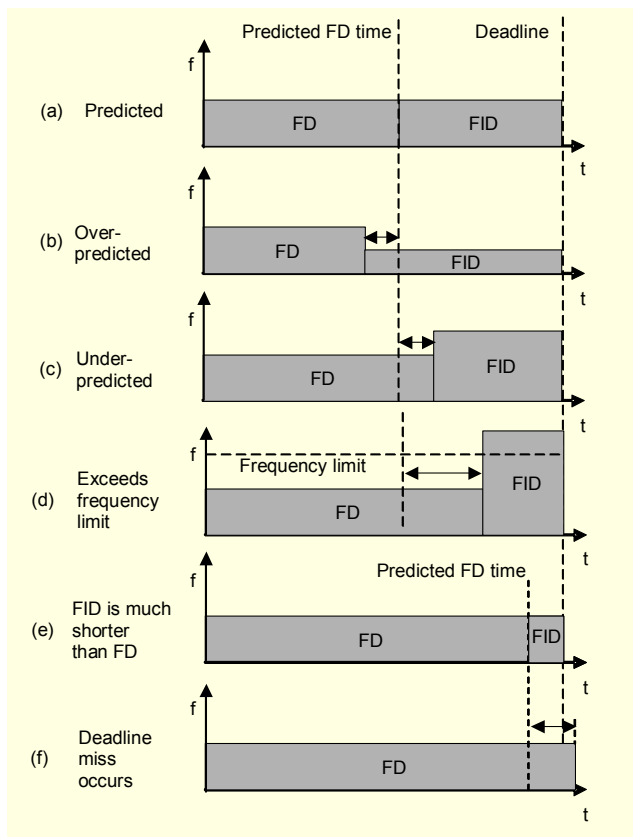 Predicted FD time Deadline
f
(a) Predicted
FD FID
t
f
(b) Over-
predicted
FD FID
t
f
(c) Under-
predicted
FD FID
t
f
Frequency limit
(d) Exceeds
frequency
limit
FD FID
t
Predicted FD time
f
(e) FID is much
shorter
than FD
FD FID
t
f
(f) Deadline
miss
occurs
FD
t